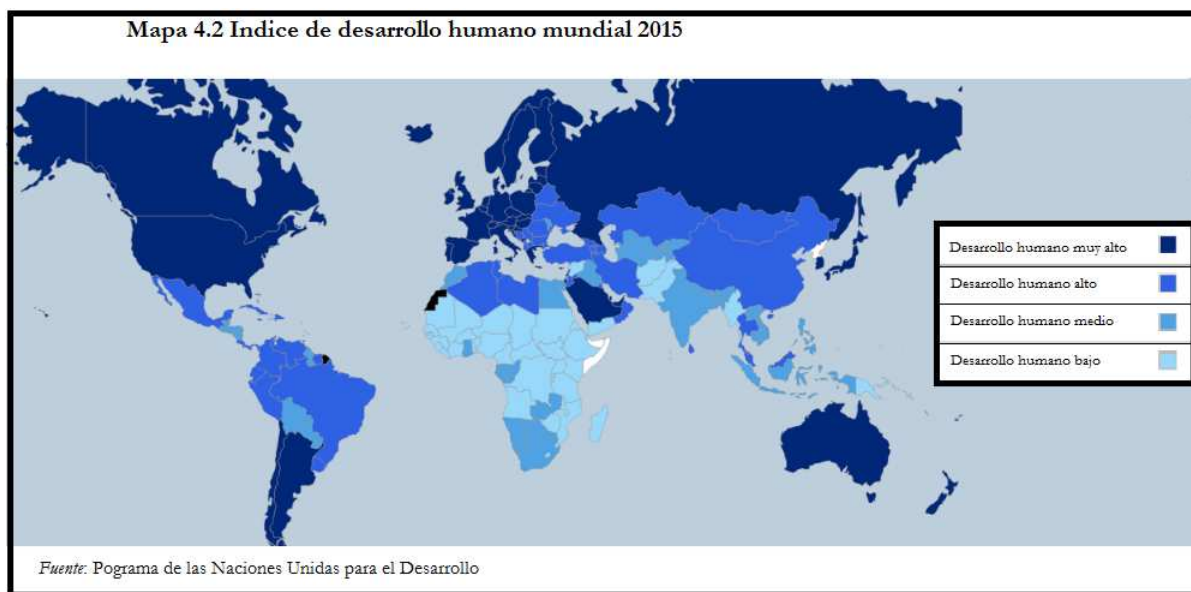 Mapa 4.2 Indice de desarrollo humano mundial 2015
Desarrollo humano muy alto
Desarrollo humano alto
Desarrollo humano medio
Desarrollo humano bajo
Fuente: Pograma de las Naciones Unidas para el Desarrollo